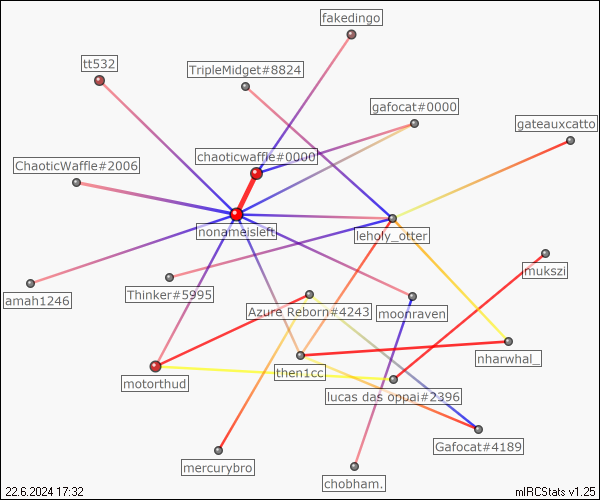 fakedingo
tt532
TripleMidget#8824
gafocat#0000
gateauxcatto
chaoticwaffle#0000
ChaoticWaffle#2006
nonameisleft
leholy_otter
mukszi
amah1246
Thinker#5995
Azure Reborn#4243
moonraven
nharwhal_
motorthud
then1cc
lucas das oppai#2396
Gafocat#4189
mercurybro
chobham.
22.6.2024 17:32
mIRCStats v1.25